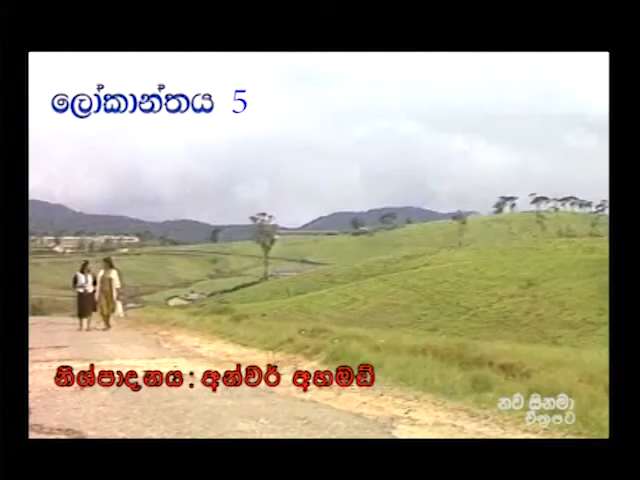 ලෝකාන්තය 5
නිශ්පාදනය: අන්වර් අහමඩ්
නව සිනමා
චිත්‍රපට